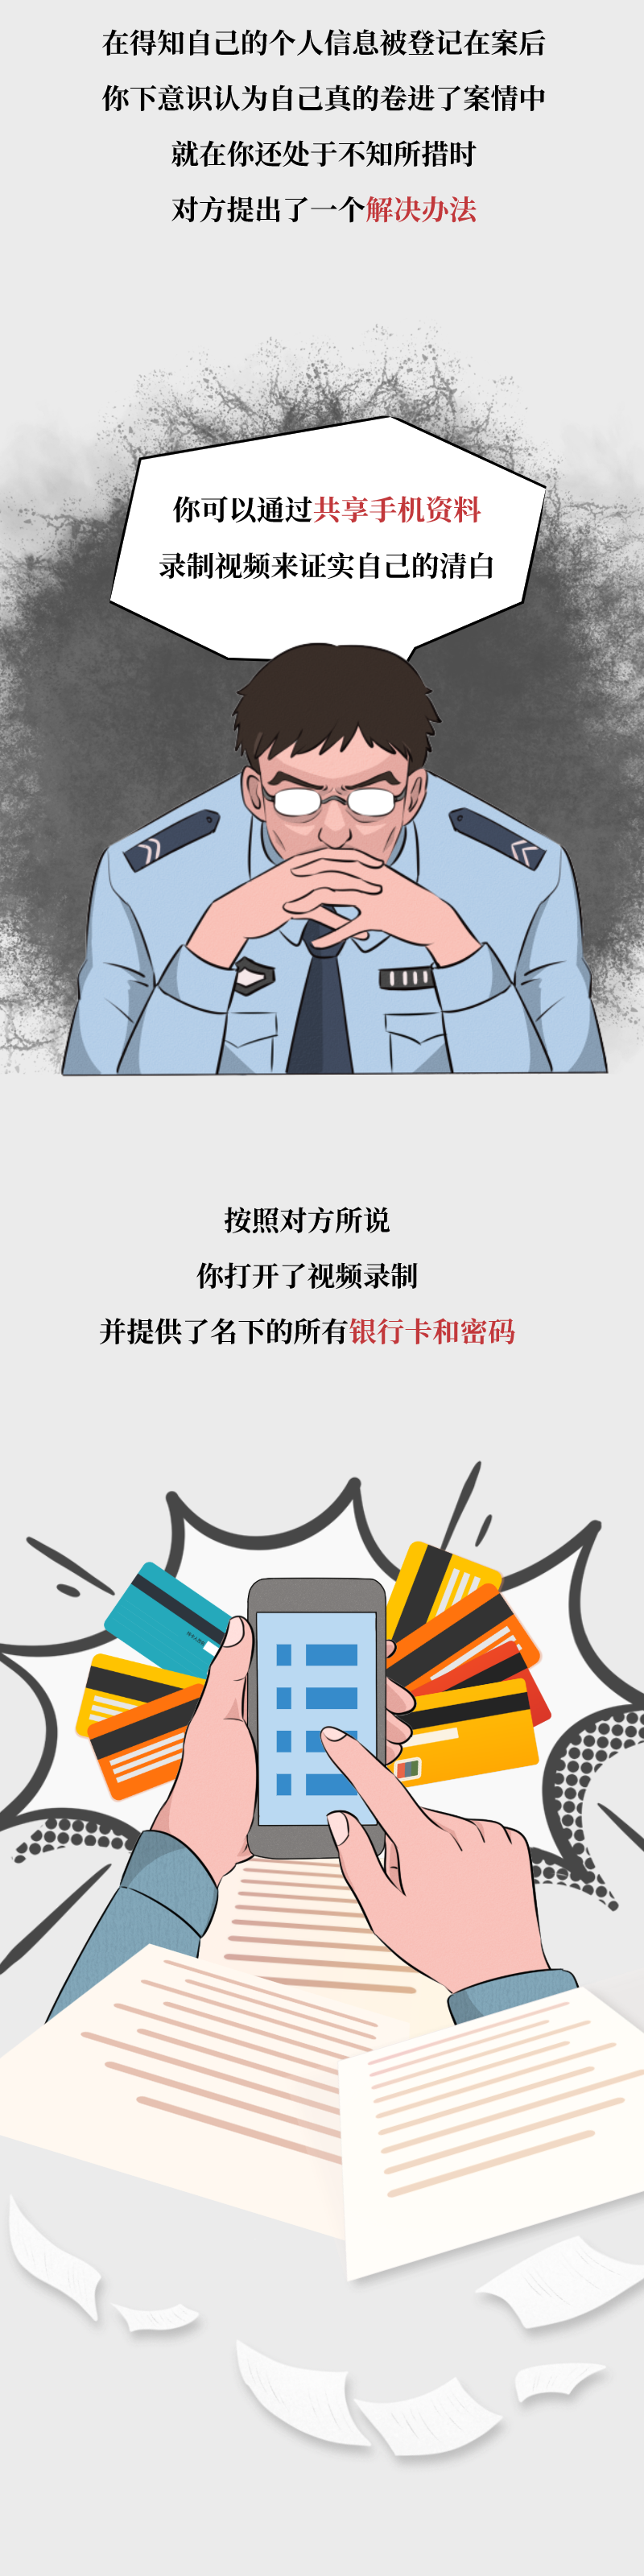 在得知自己的个人信息被登记在案后
你下意识认为自己真的卷进了案情中
就在你还处于不知所措时
对方提出了一个解决办法
你可以通过共享手机资料
录制视频来证实自己的清白
按照对方所说
你打开了视频录制
并提供了名下的所有银行卡和密码